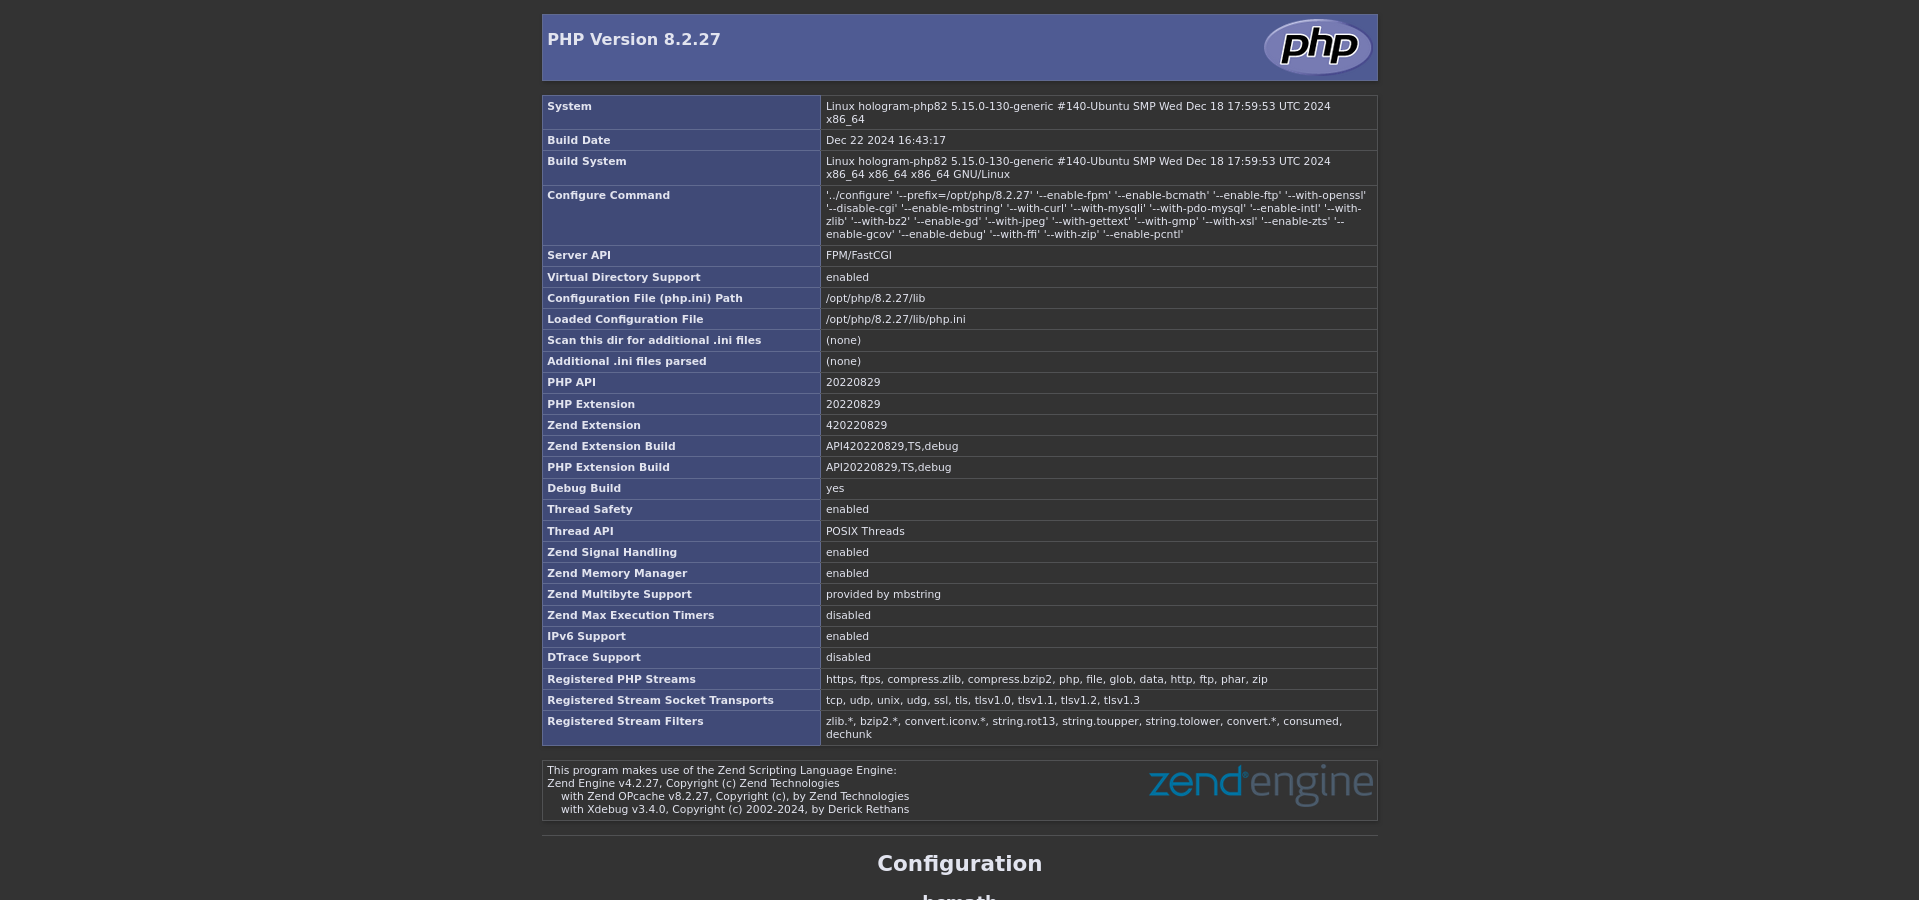 PHP Version 8.2.27
php
System
Linux hologram-php82 5.15.0-130-generic #140-Ubuntu SMP Wed Dec 18 17:59:53 UTC 2024
x86_64
Build Date
Dec 22 2024 16:43:17
Build System
Linux hologram-php82 5.15.0-130-generic #140-Ubuntu SMP Wed Dec 18 17:59:53 UTC 2024
x86_64 x86_64 x86_64 GNU/Linux
Configure Command
'../configure' '--prefix=/opt/php/8.2.27' '--enable-fpm' '--enable-bcmath' '--enable-ftp' '--with-openssl'
'--disable-cgi' '--enable-mbstring' '--with-curl' '--with-mysqli' '--with-pdo-mysql' '--enable-intl' '--with-
zlib' '--with-bz2' '--enable-gd' '--with-jpeg' '--with-gettext' '--with-gmp' '--with-xsl' '--enable-zts' '--
enable-gcov' '--enable-debug' '--with-ffi' '--with-zip' '--enable-pcntl'
Server API
FPM/FastCGI
Virtual Directory Support
enabled
Configuration File (php.ini) Path
/opt/php/8.2.27/lib
Loaded Configuration File
/opt/php/8.2.27/lib/php.ini
Scan this dir for additional .ini files
(none)
Additional .ini files parsed
(none)
PHP API
20220829
PHP Extension
20220829
Zend Extension
420220829
Zend Extension Build
API420220829,TS,debug
PHP Extension Build
API20220829,TS,debug
Debug Build
yes
Thread Safety
enabled
Thread API
POSIX Threads
Zend Signal Handling
enabled
Zend Memory Manager
enabled
Zend Multibyte Support
provided by mbstring
Zend Max Execution Timers
disabled
IPv6 Support
enabled
DTrace Support
disabled
Registered PHP Streams
https, ftps, compress.zlib, compress.bzip2, php, file, glob, data, http, ftp, phar, zip
Registered Stream Socket Transports
tcp, udp, unix, udg, ssl, tls, tlsv1.0, tlsv1.1, tlsv1.2, tlsv1.3
Registered Stream Filters
zlib.*, bzip2.*, convert.iconv.*, string.rot13, string.toupper, string.tolower, convert.*, consumed,
dechunk
This program makes use of the Zend Scripting Language Engine:
Zend Engine v4.2.27, Copyright (c) Zend Technologies
with Zend OPcache v8.2.27, Copyright (c), by Zend Technologies
with Xdebug v3.4.0, Copyright (c) 2002-2024, by Derick Rethans
zend engine
Configuration
bcmath